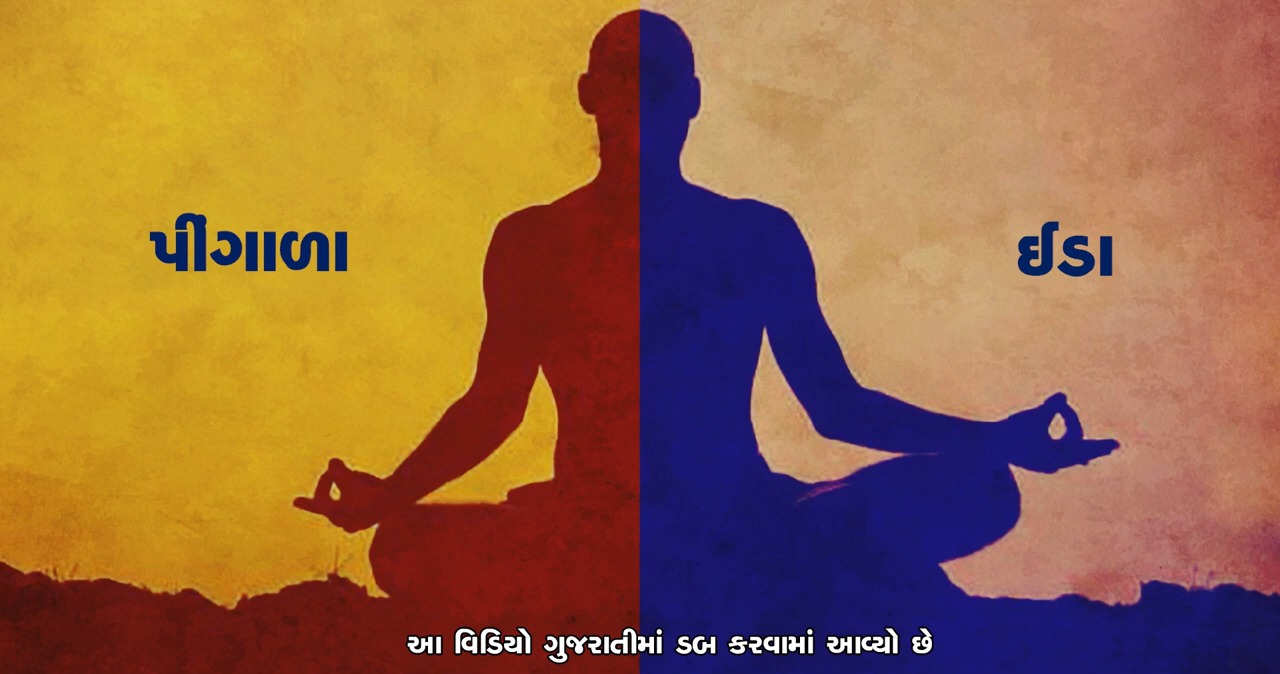 પીંગાળા
ઈડા
આ વિડિયો ગુજરાતીમાં ડબ કરવામાં આવ્યો છે